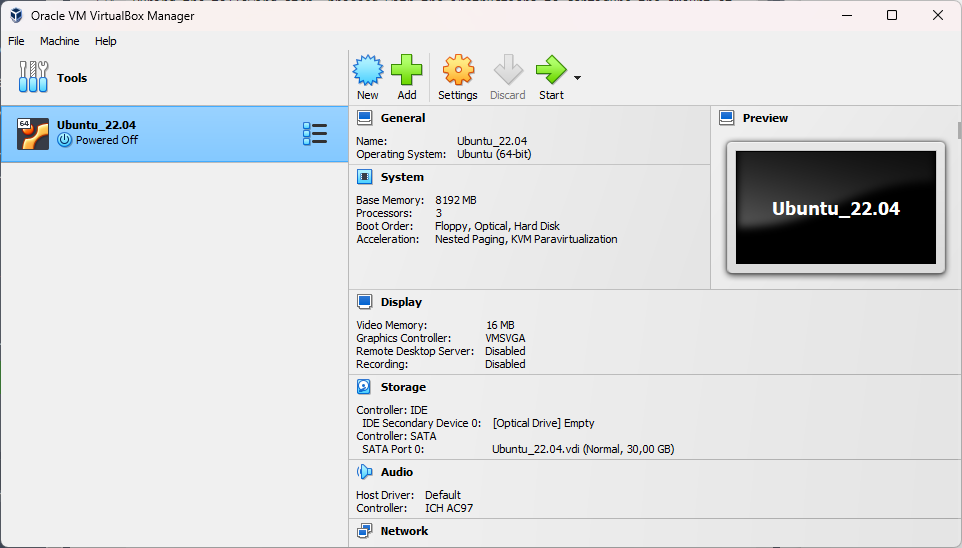 Oracle VM VirtualBox Manager
File Machine Help
Tools
New Add Settings Discard Start
64
Ubuntu_22.04
Powered Off
General
Name: Ubuntu_22.04
Operating System: Ubuntu (64-bit)
Preview
Ubuntu_22.04
System
Base Memory: 8192 MB
Processors: 3
Boot Order: Floppy, Optical, Hard Disk
Acceleration: Nested Paging, KVM Paravirtualization
Display
Video Memory: 16 MB
Graphics Controller: VMSVGA
Remote Desktop Server: Disabled
Recording: Disabled
Storage
Controller: IDE
IDE Secondary Device 0: [Optical Drive] Empty
Controller: SATA
SATA Port 0: Ubuntu_22.04.vdi (Normal, 30,00 GB)
Audio
Host Driver: Default
Controller: ICH AC97
Network